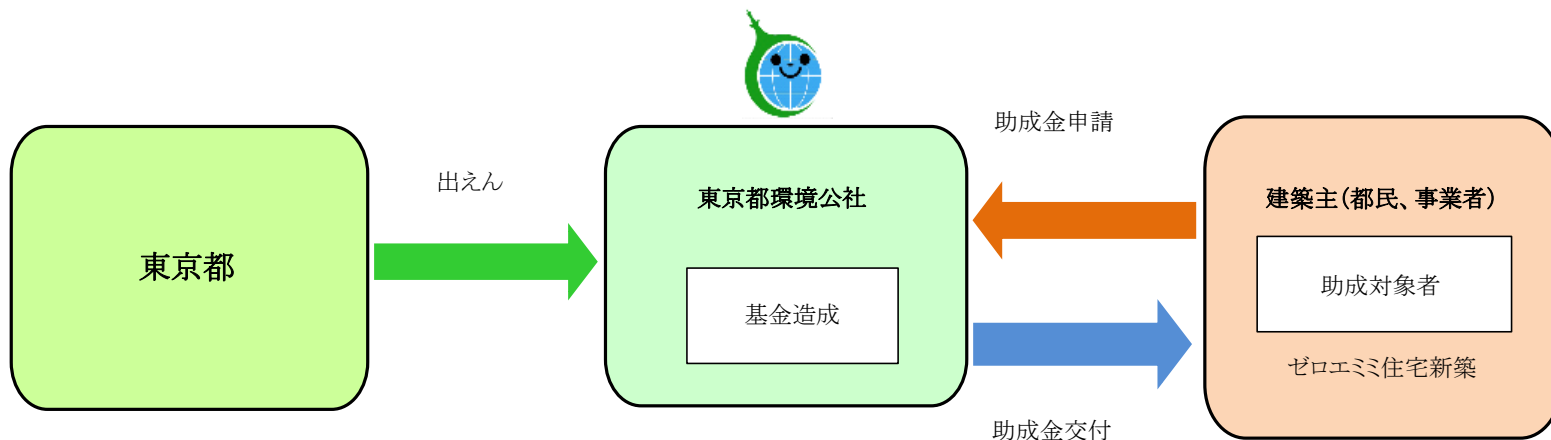 東京都
出えん
東京都環境公社
基金造成
助成金申請
助成金交付
建築主(都民、事業者)
助成対象者
ゼロエミミ住宅新築